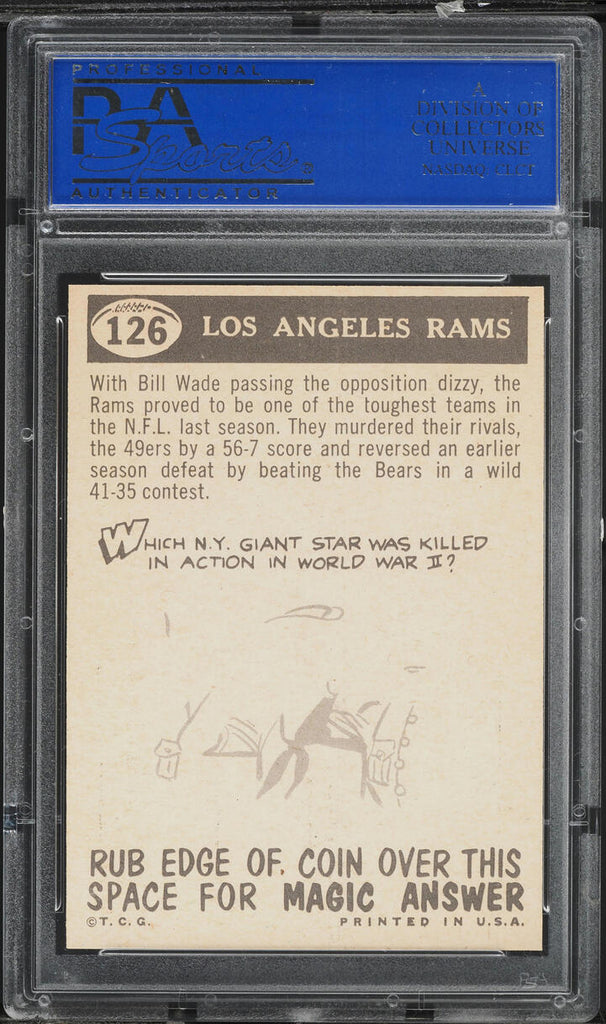 PROFESSIONAL
PSA
Sports
AUTHENTICATOR
A
DIVISION OF
COLLECTORS
UNIVERSE
NASDAQ: CLCT
126 LOS ANGELES RAMS
With Bill Wade passing the opposition dizzy, the
Rams proved to be one of the toughest teams in
the N.F.L. last season. They murdered their rivals,
the 49ers by a 56-7 score and reversed an earlier
season defeat by beating the Bears in a wild
41-35 contest.
WHICH N.Y. GIANT STAR WAS KILLED
IN ACTION IN WORLD WAR II?
RUB EDGE OF COIN OVER THIS
SPACE FOR MAGIC ANSWER
©T.C.G. PRINTED IN U.S.A.
PSA